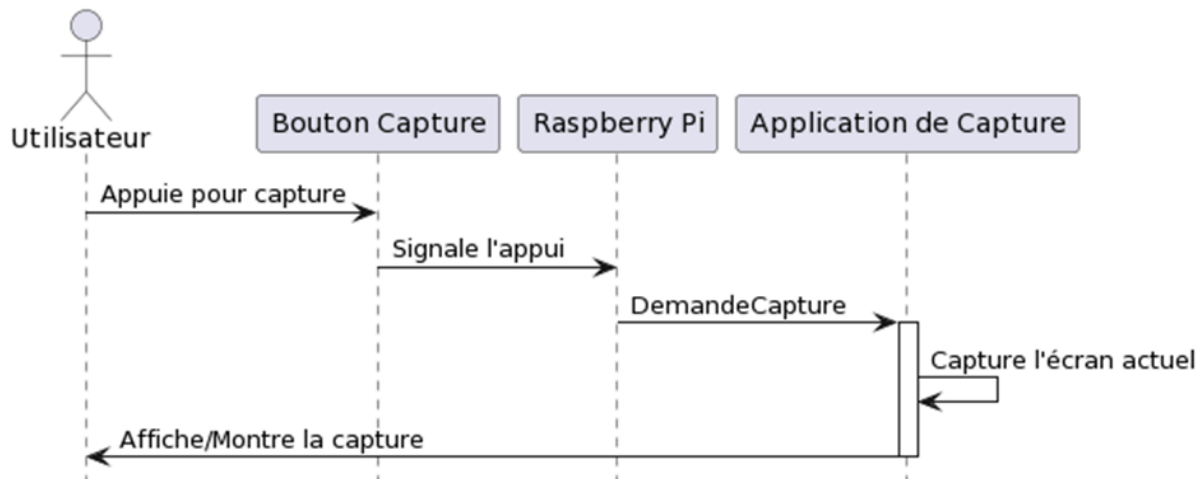 Utilisateur
Bouton Capture
Raspberry Pi
Application de Capture
Appuie pour capture
Signale l'appui
DemandeCapture
Capture l'écran actuel
Affiche/Montre la capture